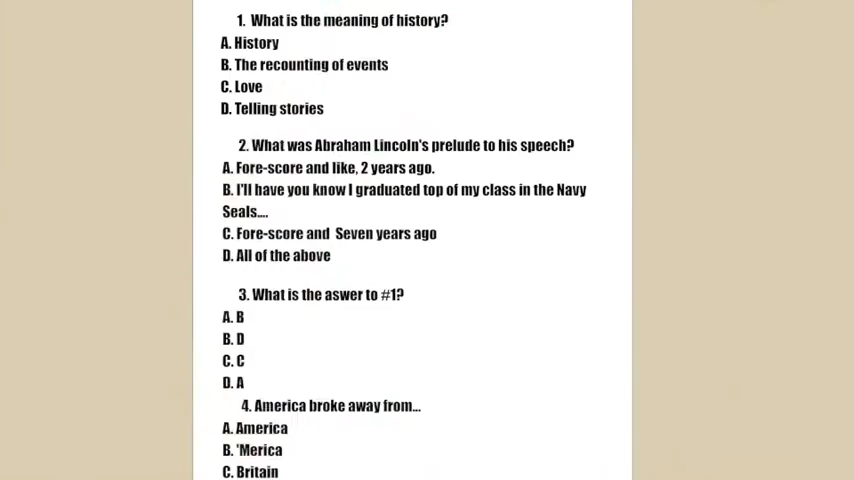 1. What is the meaning of history?
A. History
B. The recounting of events
C. Love
D. Telling stories
2. What was Abraham Lincoln's prelude to his speech?
A. Fore-score and like, 2 years ago.
B. I'll have you know I graduated top of my class in the Navy
Seals....
C. Fore-score and Seven years ago
D. All of the above
3. What is the aswer to #1?
A. B
B. D
C. C
D. A
4. America broke away from...
A. America
B. 'Merica
C. Britain